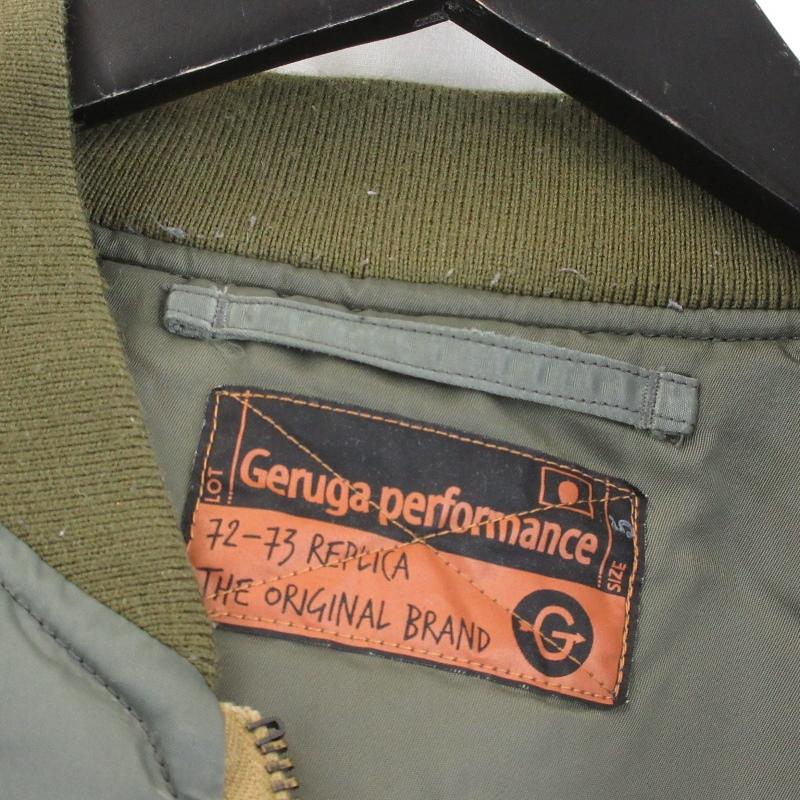 LOT
Geruga performance
SIZE
72-73 REPLICA
THE ORIGINAL BRAND
G